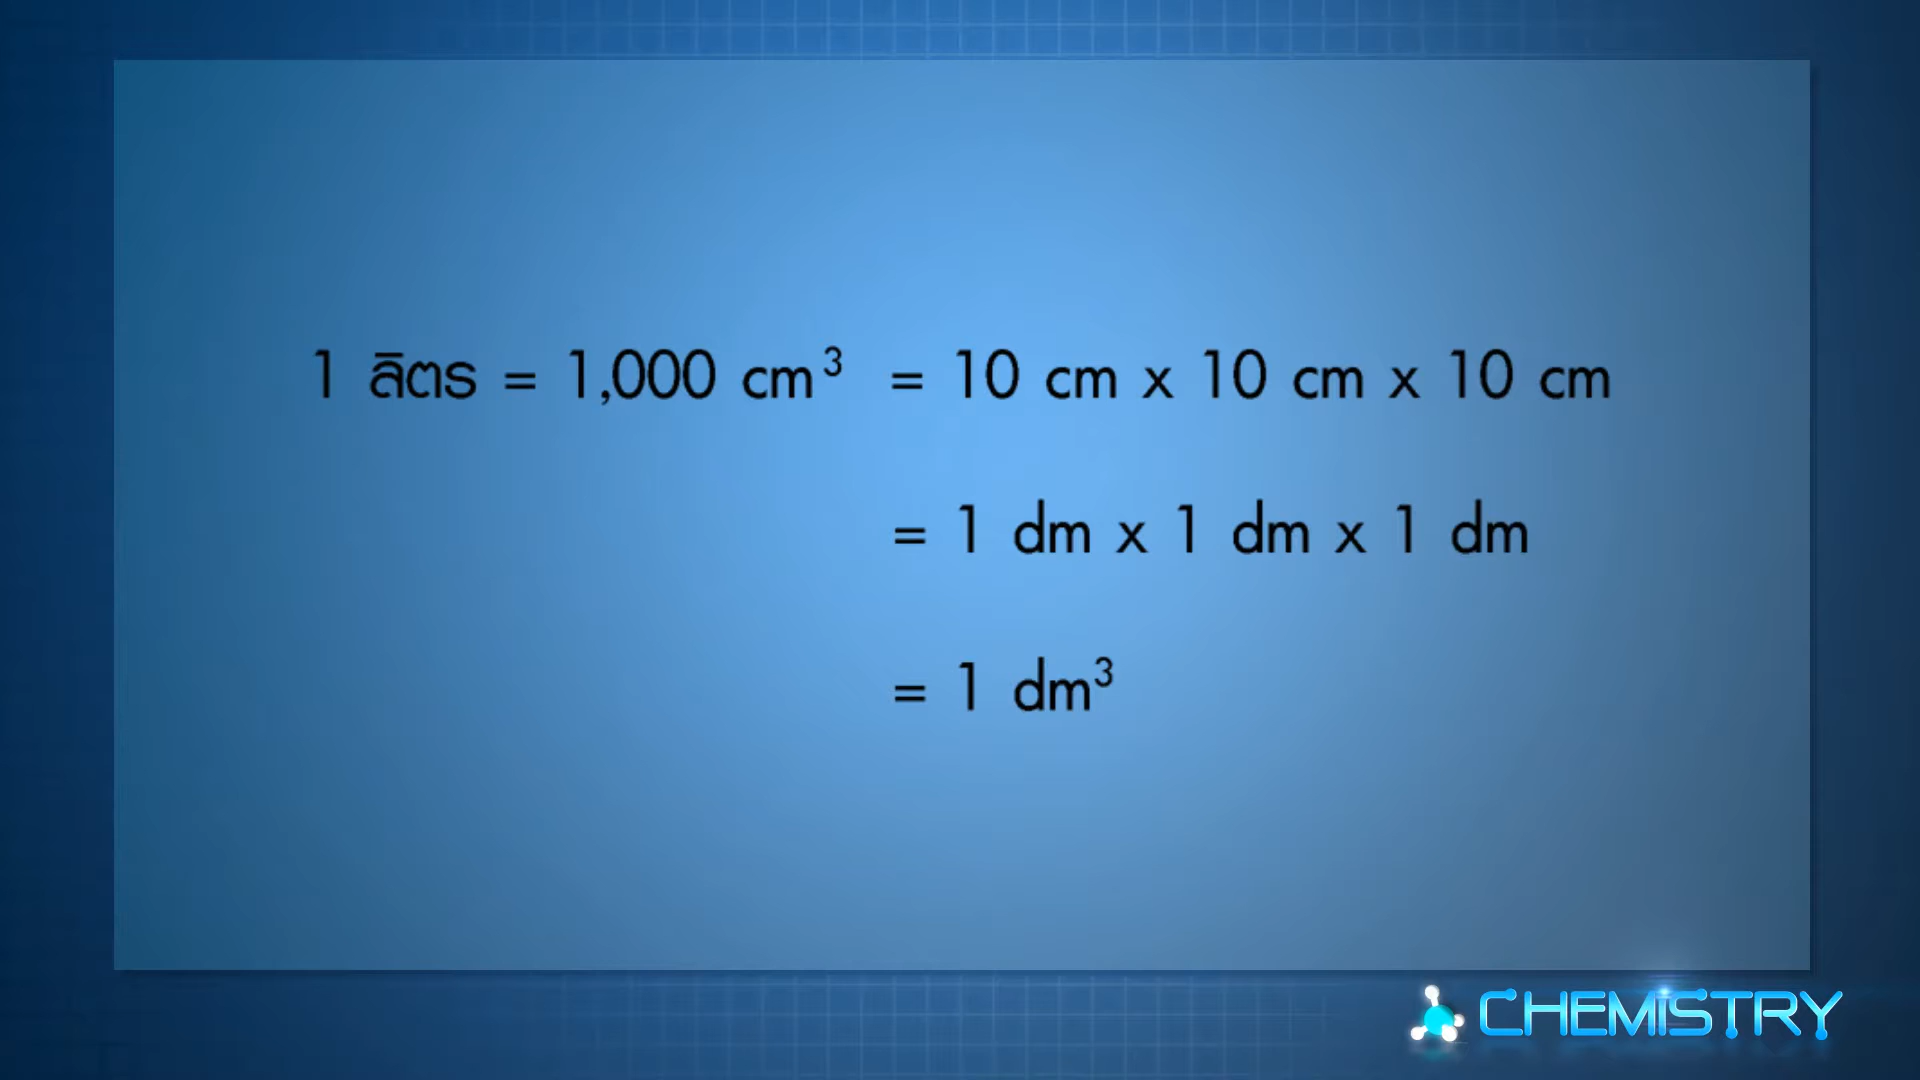 1 ลิตร = 1,000 cm³ = 10 cm x 10 cm x 10 cm
= 1 dm x 1 dm x 1 dm
= 1 dm³
CHEMISTRY